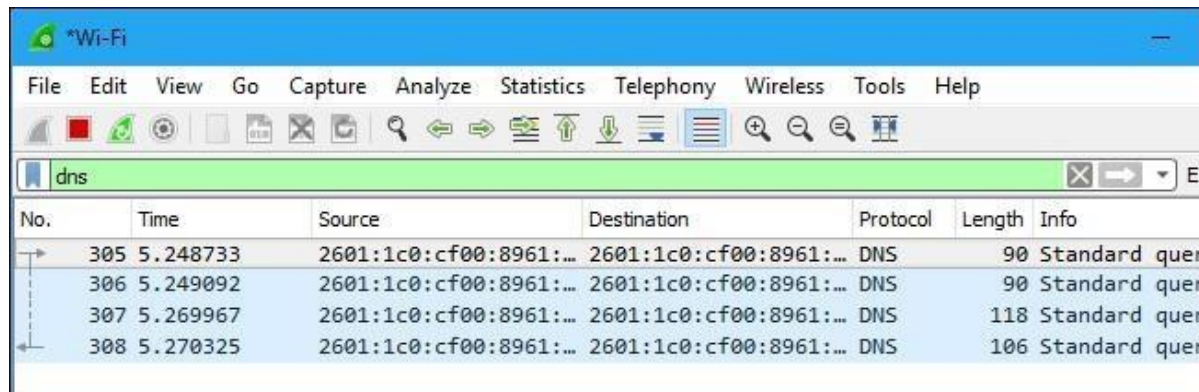 *Wi-Fi
File Edit View Go Capture Analyze Statistics Telephony Wireless Tools Help
dns
No. Time Source Destination Protocol Length Info
305 5.248733 2601:1c0:cf00:8961:… 2601:1c0:cf00:8961:… DNS 90 Standard quer
306 5.249092 2601:1c0:cf00:8961:… 2601:1c0:cf00:8961:… DNS 90 Standard quer
307 5.269967 2601:1c0:cf00:8961:… 2601:1c0:cf00:8961:… DNS 118 Standard quer
308 5.270325 2601:1c0:cf00:8961:… 2601:1c0:cf00:8961:… DNS 106 Standard quer